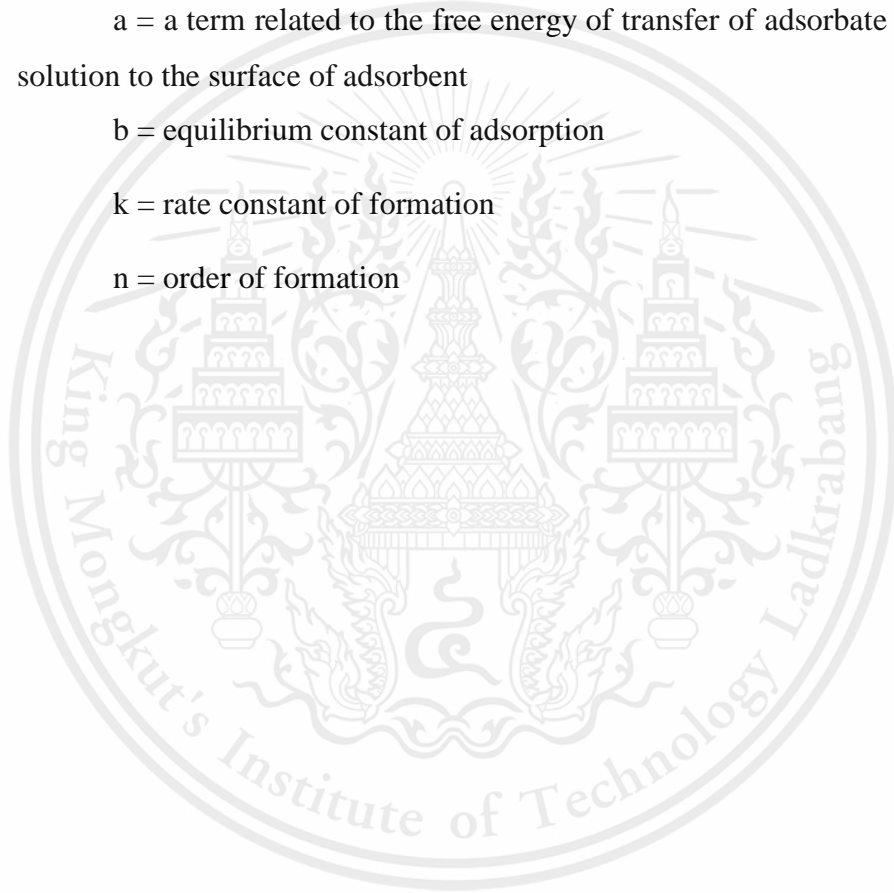 a = a term related to the free energy of transfer of adsorbate
solution to the surface of adsorbent
b = equilibrium constant of adsorption
k = rate constant of formation
n = order of formation
King Mongkut's Institute of Technology Ladkrabang